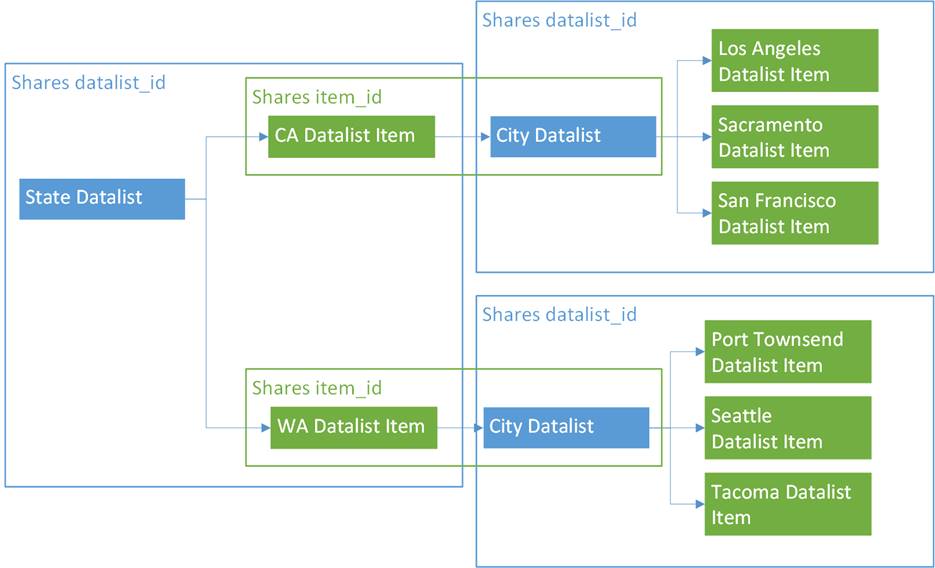 Shares datalist_id
Shares item_id
CA Datalist Item
State Datalist
Shares item_id
WA Datalist Item
Shares datalist_id
City Datalist
Los Angeles
Datalist Item
Sacramento
Datalist Item
San Francisco
Datalist Item
Shares datalist_id
City Datalist
Port Townsend
Datalist Item
Seattle
Datalist Item
Tacoma Datalist
Item